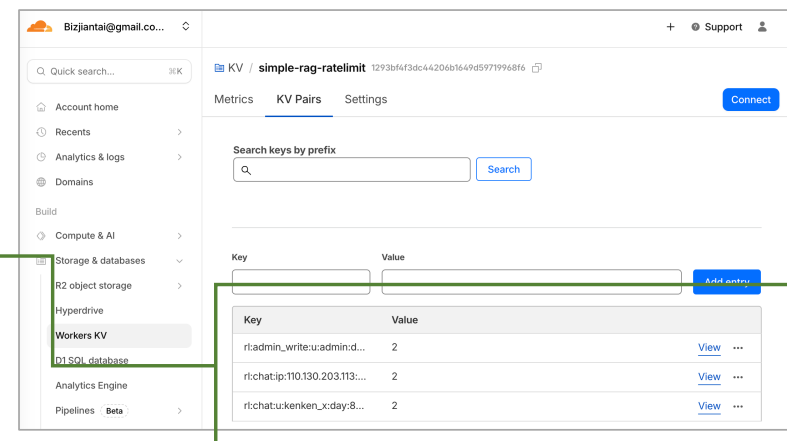 Bizjiantai@gmail.co...
+ Support
Quick search... ⌘K
KV / simple-rag-ratelimit 1293bf4f3dc44206b1649d59719968f6
Metrics KV Pairs Settings Connect
Account home
Recents
Analytics & logs
Domains
Build
Compute & AI
Storage & databases
R2 object storage
Hyperdrive
Workers KV
D1 SQL database
Analytics Engine
Pipelines Beta
Search keys by prefix
Search
Key Value
Add entry
Key Value
rl:admin_write:u:admin:d... 2 View ...
rl:chat:ip:110.130.203.113:... 2 View ...
rl:chat:u:kenken_x:day:8... 2 View ...